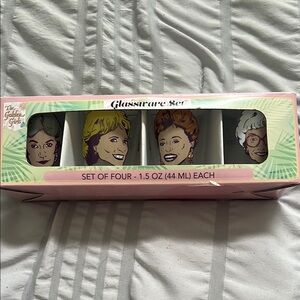 The
Golden
Girls
Glassware Set
SET OF FOUR - 1.5 OZ (44 ML) EACH